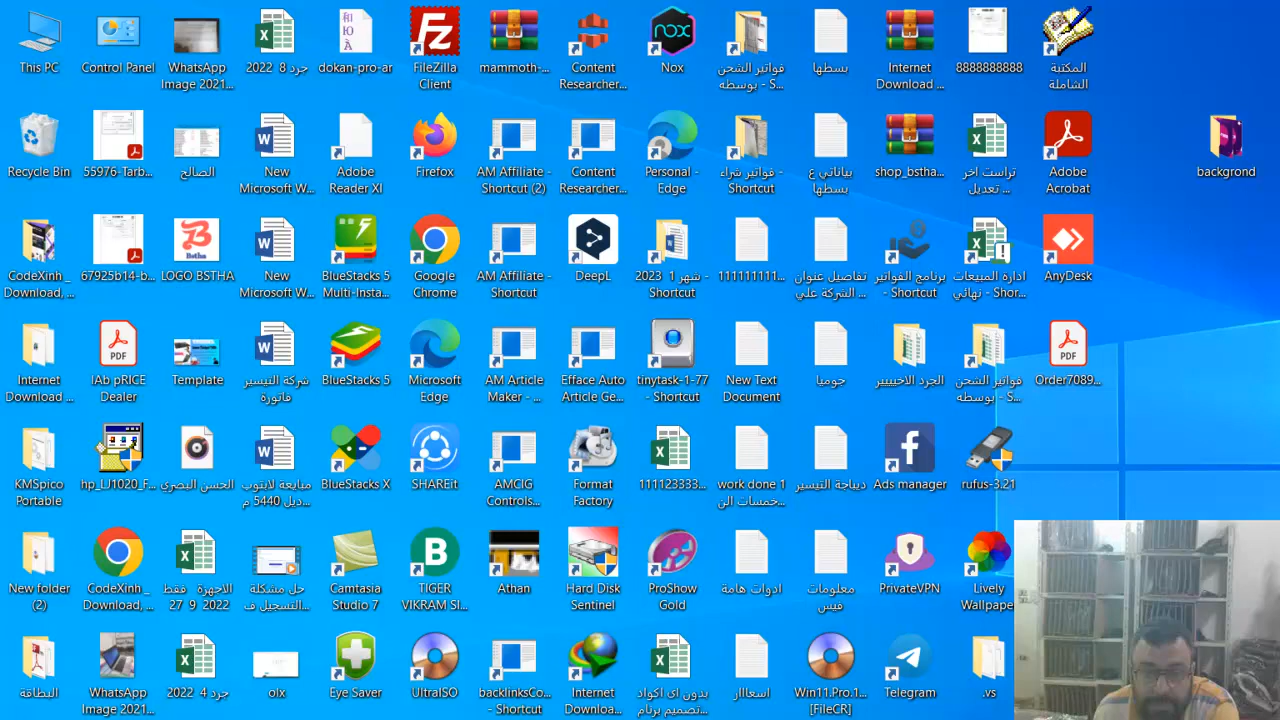 This PC
Control Panel
WhatsApp
Image 2021...
جرد 8 2022
dokan-pro-ar
FileZilla
Client
mammoth-...
Content
Researcher...
Nox
فواتير الشحن
بوسطه - S...
بسطها
Internet
Download ...
8888888888
المكتبة
الشاملة
Recycle Bin
55976-Tarb...
الصالح
New
Microsoft W...
Adobe
Reader XI
Firefox
AM Affiliate -
Shortcut (2)
Content
Researcher...
Personal -
Edge
فواتير شراء -
Shortcut
بياناتي ع
بسطها
shop_bstha...
تراست اخر
تعديل ...
Adobe
Acrobat
backgrond
CodeXinh _
Download, ...
67925b14-b...
LOGO BSTHA
New
Microsoft W...
BlueStacks 5
Multi-Insta...
Google
Chrome
AM Affiliate -
Shortcut
DeepL
شهر 1 2023 -
Shortcut
111111111...
تفاصيل عنوان
الشركة علي ...
برنامج الفواتير
- Shortcut
ادارة المبيعات
نهائي - Shor...
AnyDesk
Internet
Download ...
IAb pRICE
Dealer
Template
شركة التيسير
فاتورة
BlueStacks 5
Microsoft
Edge
AM Article
Maker - ...
Efface Auto
Article Ge...
tinytask-1-77
- Shortcut
New Text
Document
جوميا
الجرد الاخيييير
فواتير الشحن
بوسطه - S...
Order7089...
KMSpico
Portable
hp_LJ1020_F...
الحسن البصري
مبايعة لابتوب
ديل 5440 م...
BlueStacks X
SHAREit
AMCIG
Controls...
Format
Factory
111123333...
work done 1
خمسات الن...
ديباجة التيسير
Ads manager
rufus-3.21
New folder
(2)
CodeXinh _
Download, ...
الاجهزة فقط
27 9 2022
حل مشكلة
التسجيل ف...
Camtasia
Studio 7
TIGER
VIKRAM SI...
Athan
Hard Disk
Sentinel
ProShow
Gold
ادوات هامة
معلومات
فيس
PrivateVPN
Lively
Wallpape
البطاقة
WhatsApp
Image 2021...
جرد 4 2022
olx
Eye Saver
UltraISO
backlinksCo...
- Shortcut
Internet
Downloa...
بدون اى اكواد
تصميم برنام...
اسعااار
Win11.Pro.1...
[FileCR]
Telegram
.vs